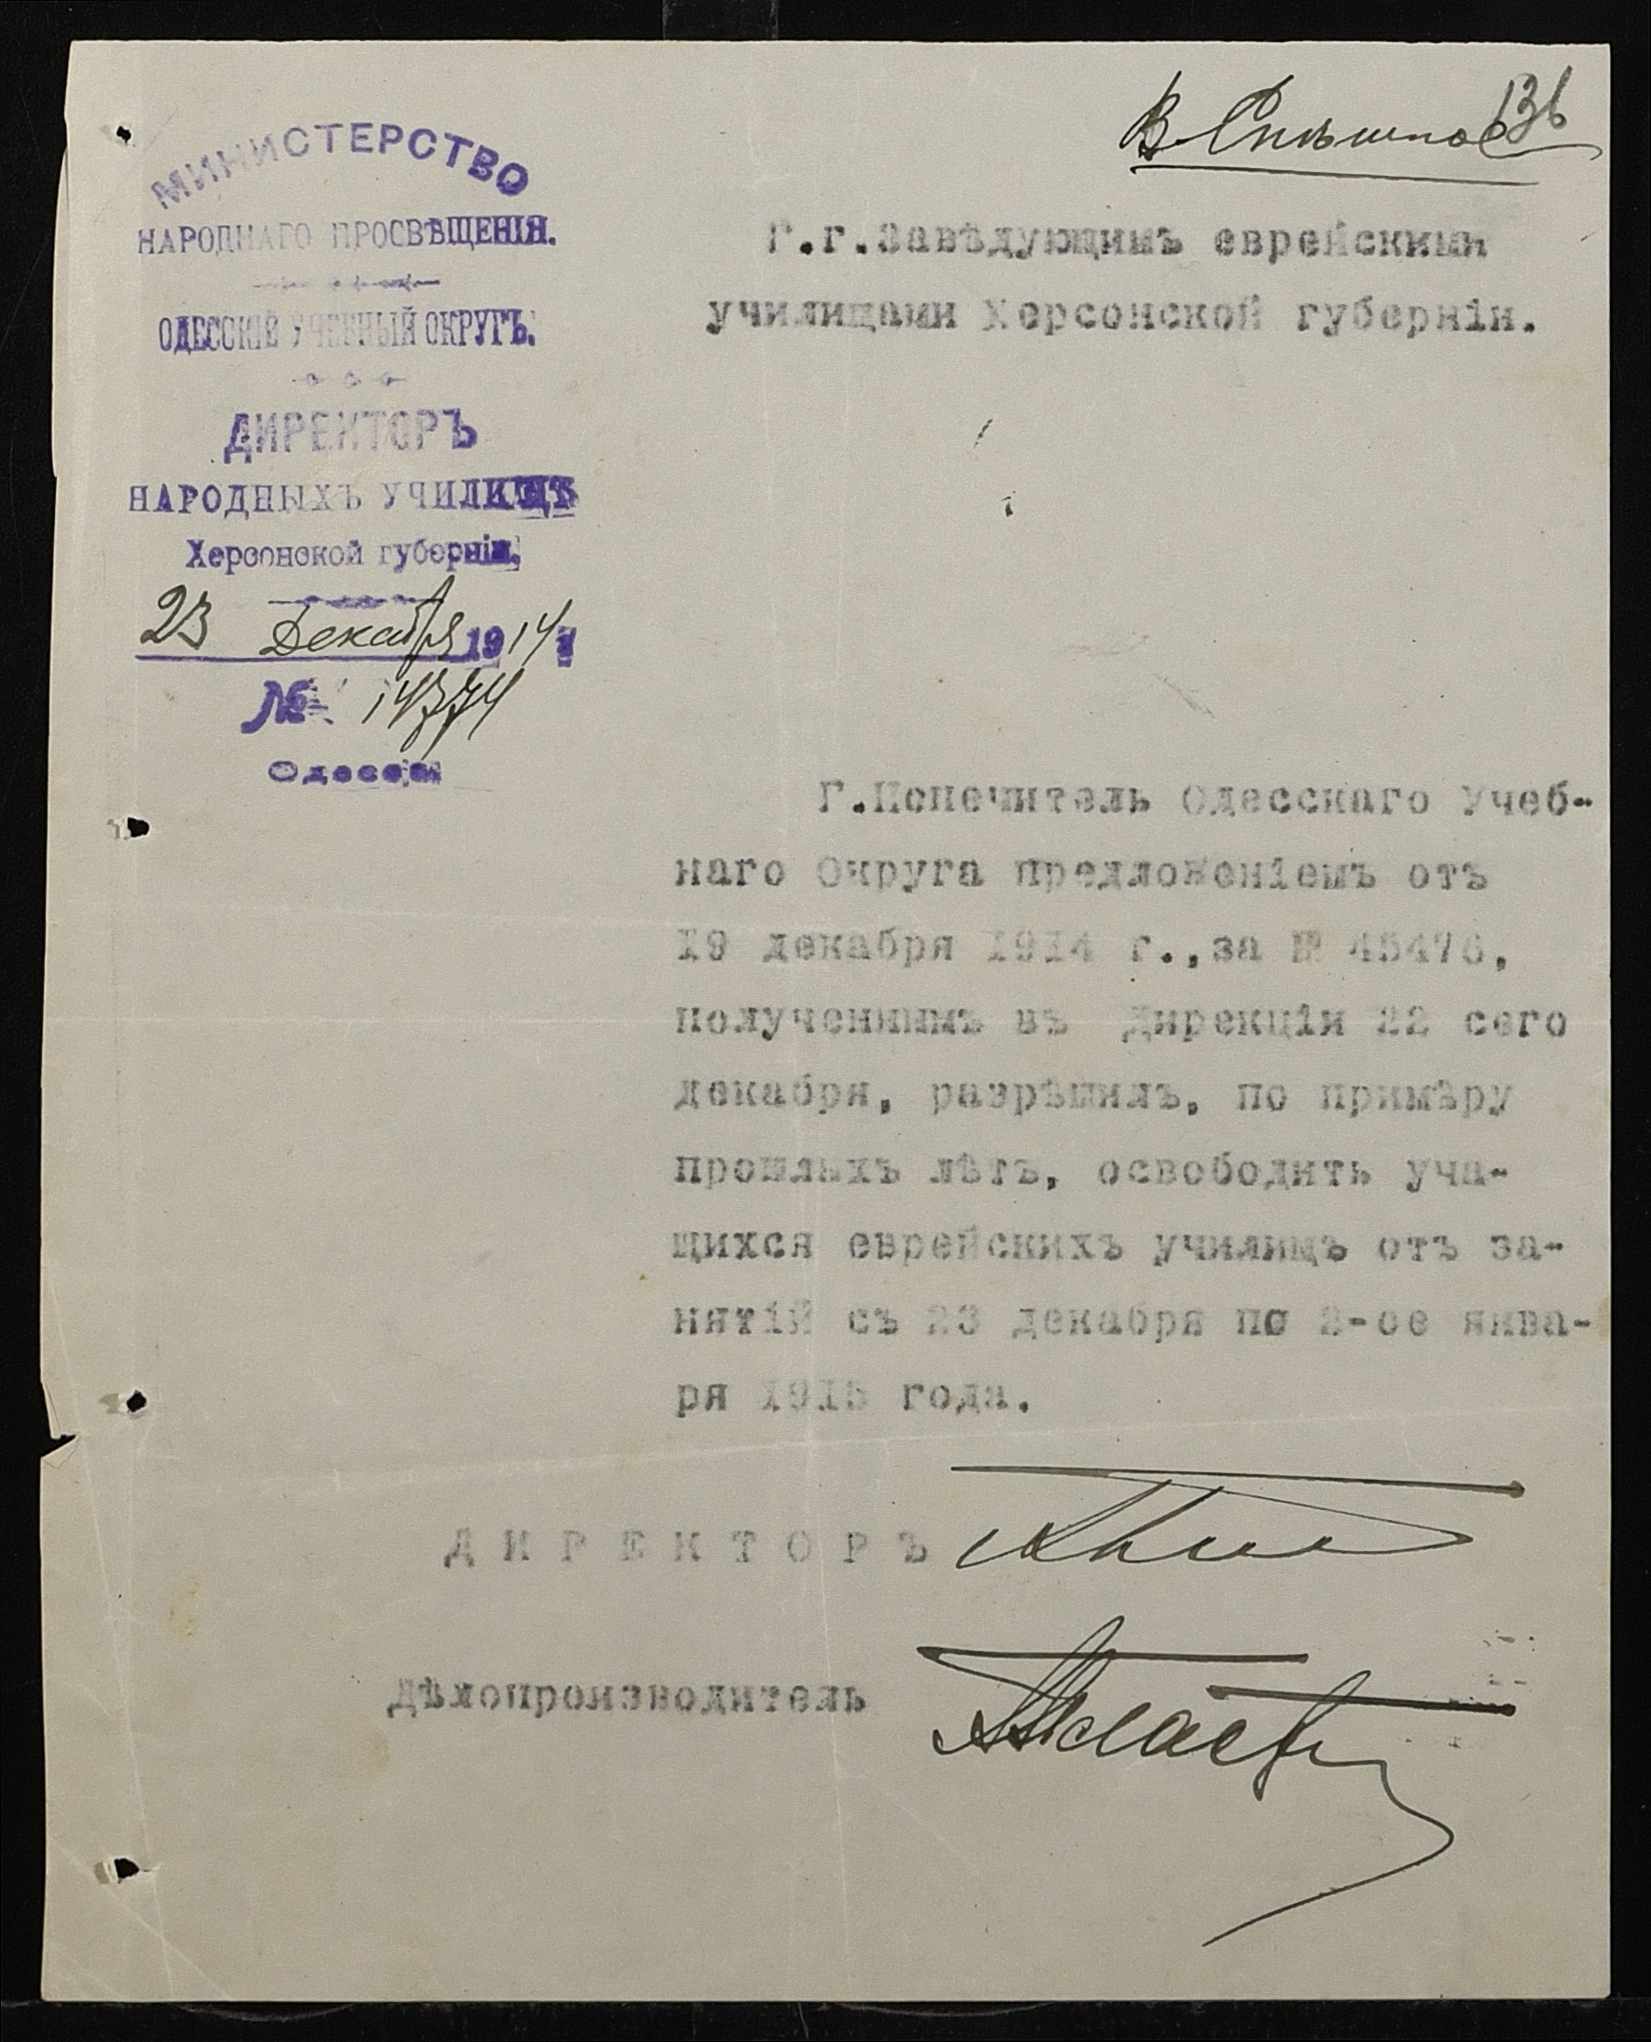 136
В. Спѣшно
МИНИСТЕРСТВО
НАРОДНАГО ПРОСВѢЩЕНІЯ.
ОДЕССКІЙ УЧЕБНЫЙ ОКРУГЪ.
ДИРЕКТОРЪ
НАРОДНЫХЪ УЧИЛИЩЪ
Херсонской губерніи.
23 Декабря 1914 г.
№ 14774
Одесса
Г.г.Завѣдующимъ еврейскими
училищами Херсонской губерніи.
Г.Попечитель Одесскаго Учеб-
наго Округа предложеніемъ отъ
19 декабря 1914 г.,за № 45476,
полученнымъ въ Дирекціи 22 сего
декабря, разрѣшилъ, по примѣру
прошлыхъ лѣтъ, освободить уча-
щихся еврейскихъ училищъ отъ за-
нятій съ 23 декабря по 2-ое янва-
ря 1915 года.
ДИРЕКТОРЪ
Дѣлопроизводитель